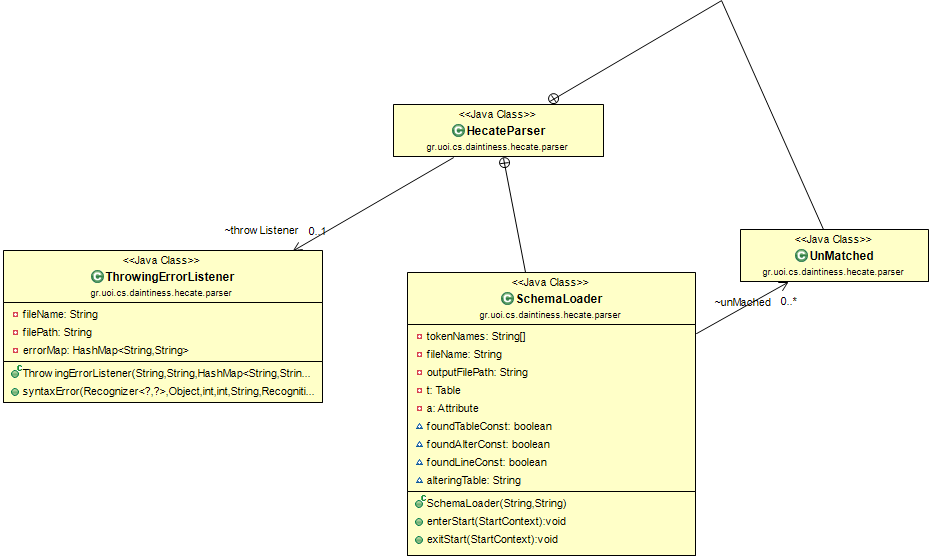 <<Java Class>>
HecateParser
gr.uoi.cs.daintiness.hecate.parser
~throw Listener 0..1
<<Java Class>>
ThrowingErrorListener
gr.uoi.cs.daintiness.hecate.parser
fileName: String
filePath: String
errorMap: HashMap<String,String>
ThrowingErrorListener(String,String,HashMap<String,Strin...
syntaxError(Recognizer<?,?>,Object,int,int,String,Recogniti...
<<Java Class>>
SchemaLoader
gr.uoi.cs.daintiness.hecate.parser
tokenNames: String[]
fileName: String
outputFilePath: String
t: Table
a: Attribute
foundTableConst: boolean
foundAlterConst: boolean
foundLineConst: boolean
alteringTable: String
SchemaLoader(String,String)
enterStart(StartContext):void
exitStart(StartContext):void
<<Java Class>>
UnMatched
gr.uoi.cs.daintiness.hecate.parser
~unMached 0..*